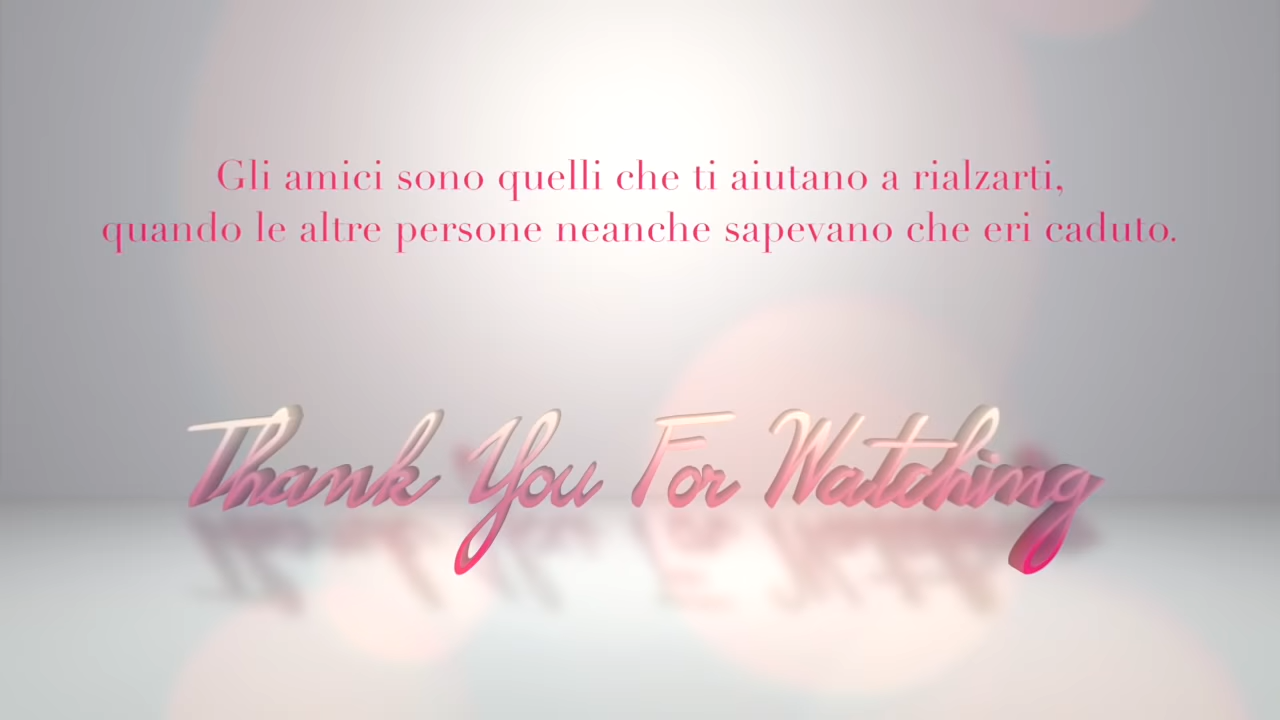 Gli amici sono quelli che ti aiutano a rialzarti,
quando le altre persone neanche sapevano che eri caduto.
Thank You For Watching